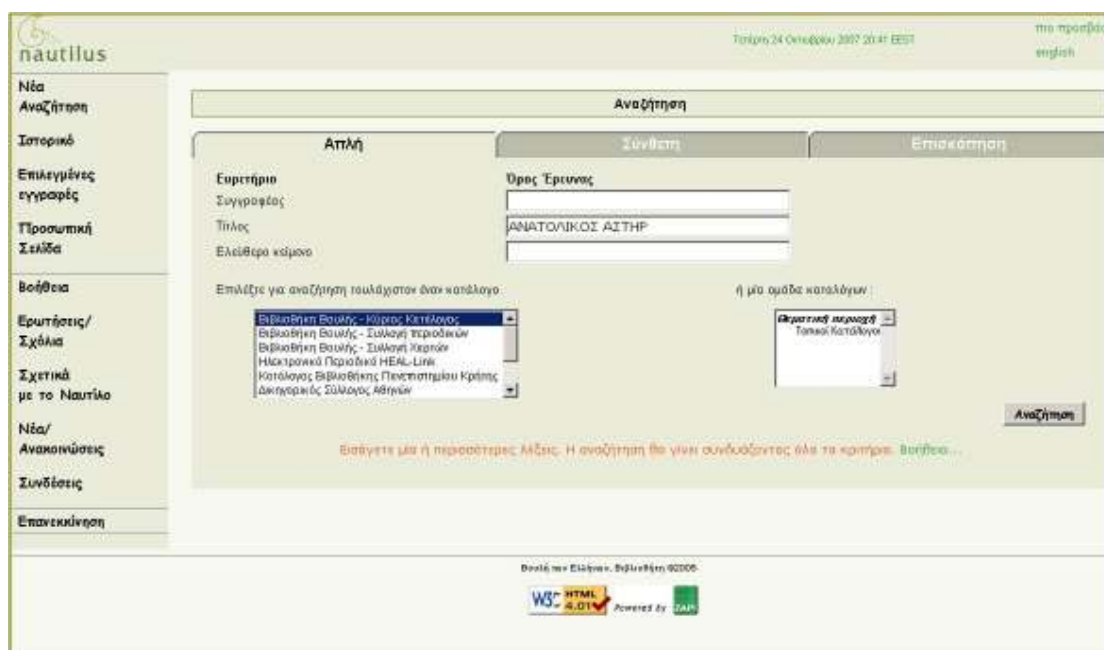 nautilus
Τετάρτη 24 Οκτωβρίου 2007 20:41 EEST
πιο
english
Νέα
Αναζήτηση
Ιστορικό
Επιλεγμένες
εγγραφές
Προσωπική
Σελίδα
Βοήθεια
Ερωτήσεις/
Σχόλια
Σχετικά
με το Ναυτίλο
Νέα/
Ανακοινώσεις
Συνδέσεις
Επανεκκίνηση
Αναζήτηση
Απλή Σύνθετη Επισκόπηση
Ευρετήριο Όρος Έρευνας
Συγγραφέας
Τίτλος ΑΝΑΤΟΛΙΚΟΣ ΑΣΤΗΡ
Ελεύθερο κείμενο
Επιλέξτε για αναζήτηση τουλάχιστον έναν κατάλογο ή μία ομάδα καταλόγων :
Βιβλιοθήκη Βουλής - Κύριος Κατάλογος
Βιβλιοθήκη Βουλής - Συλλογή περιοδικών
Βιβλιοθήκη Βουλής - Συλλογή Χαρτών
Ηλεκτρονικά Περιοδικά HEAL-Link
Κατάλογος Βιβλιοθήκης Πανεπιστημίου Κρήτης
Δικηγορικός Σύλλογος Αθηνών
Θεματική περιοχή
Τοπικοί Κατάλογοι
Αναζήτηση
Εισάγετε μία ή περισσότερες λέξεις. Η αναζήτηση θα γίνει συνδυάζοντας όλα τα κριτήρια. Βοήθεια...
Βουλή των Ελλήνων, Βιβλιοθήκη ©2005
W3C HTML 4.01 Powered by ZAP!